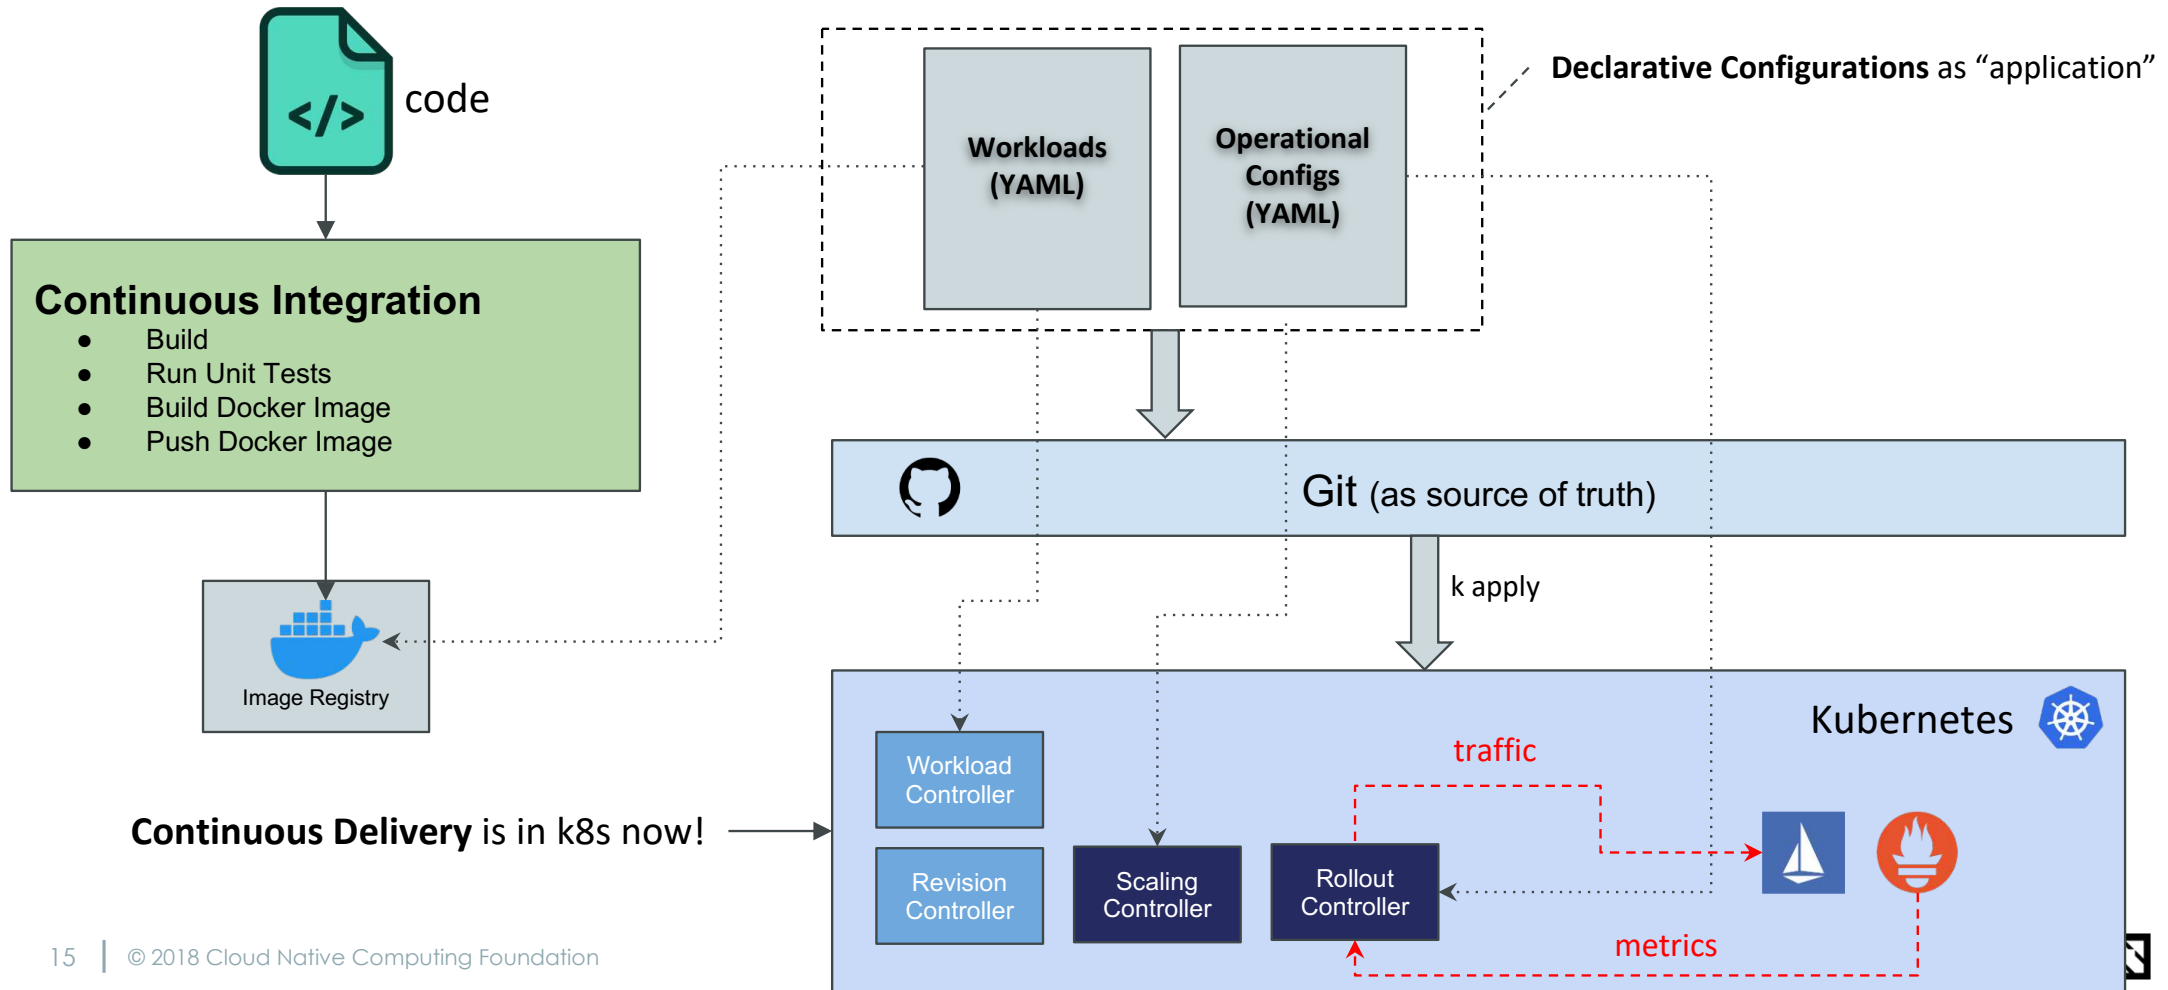 code
Continuous Integration
● Build
● Run Unit Tests
● Build Docker Image
● Push Docker Image
Image Registry
Workloads
(YAML)
Operational
Configs
(YAML)
Declarative Configurations as “application”
Git (as source of truth)
k apply
Kubernetes
Workload
Controller
Revision
Controller
Scaling
Controller
Rollout
Controller
traffic
metrics
Continuous Delivery is in k8s now!
15 | © 2018 Cloud Native Computing Foundation